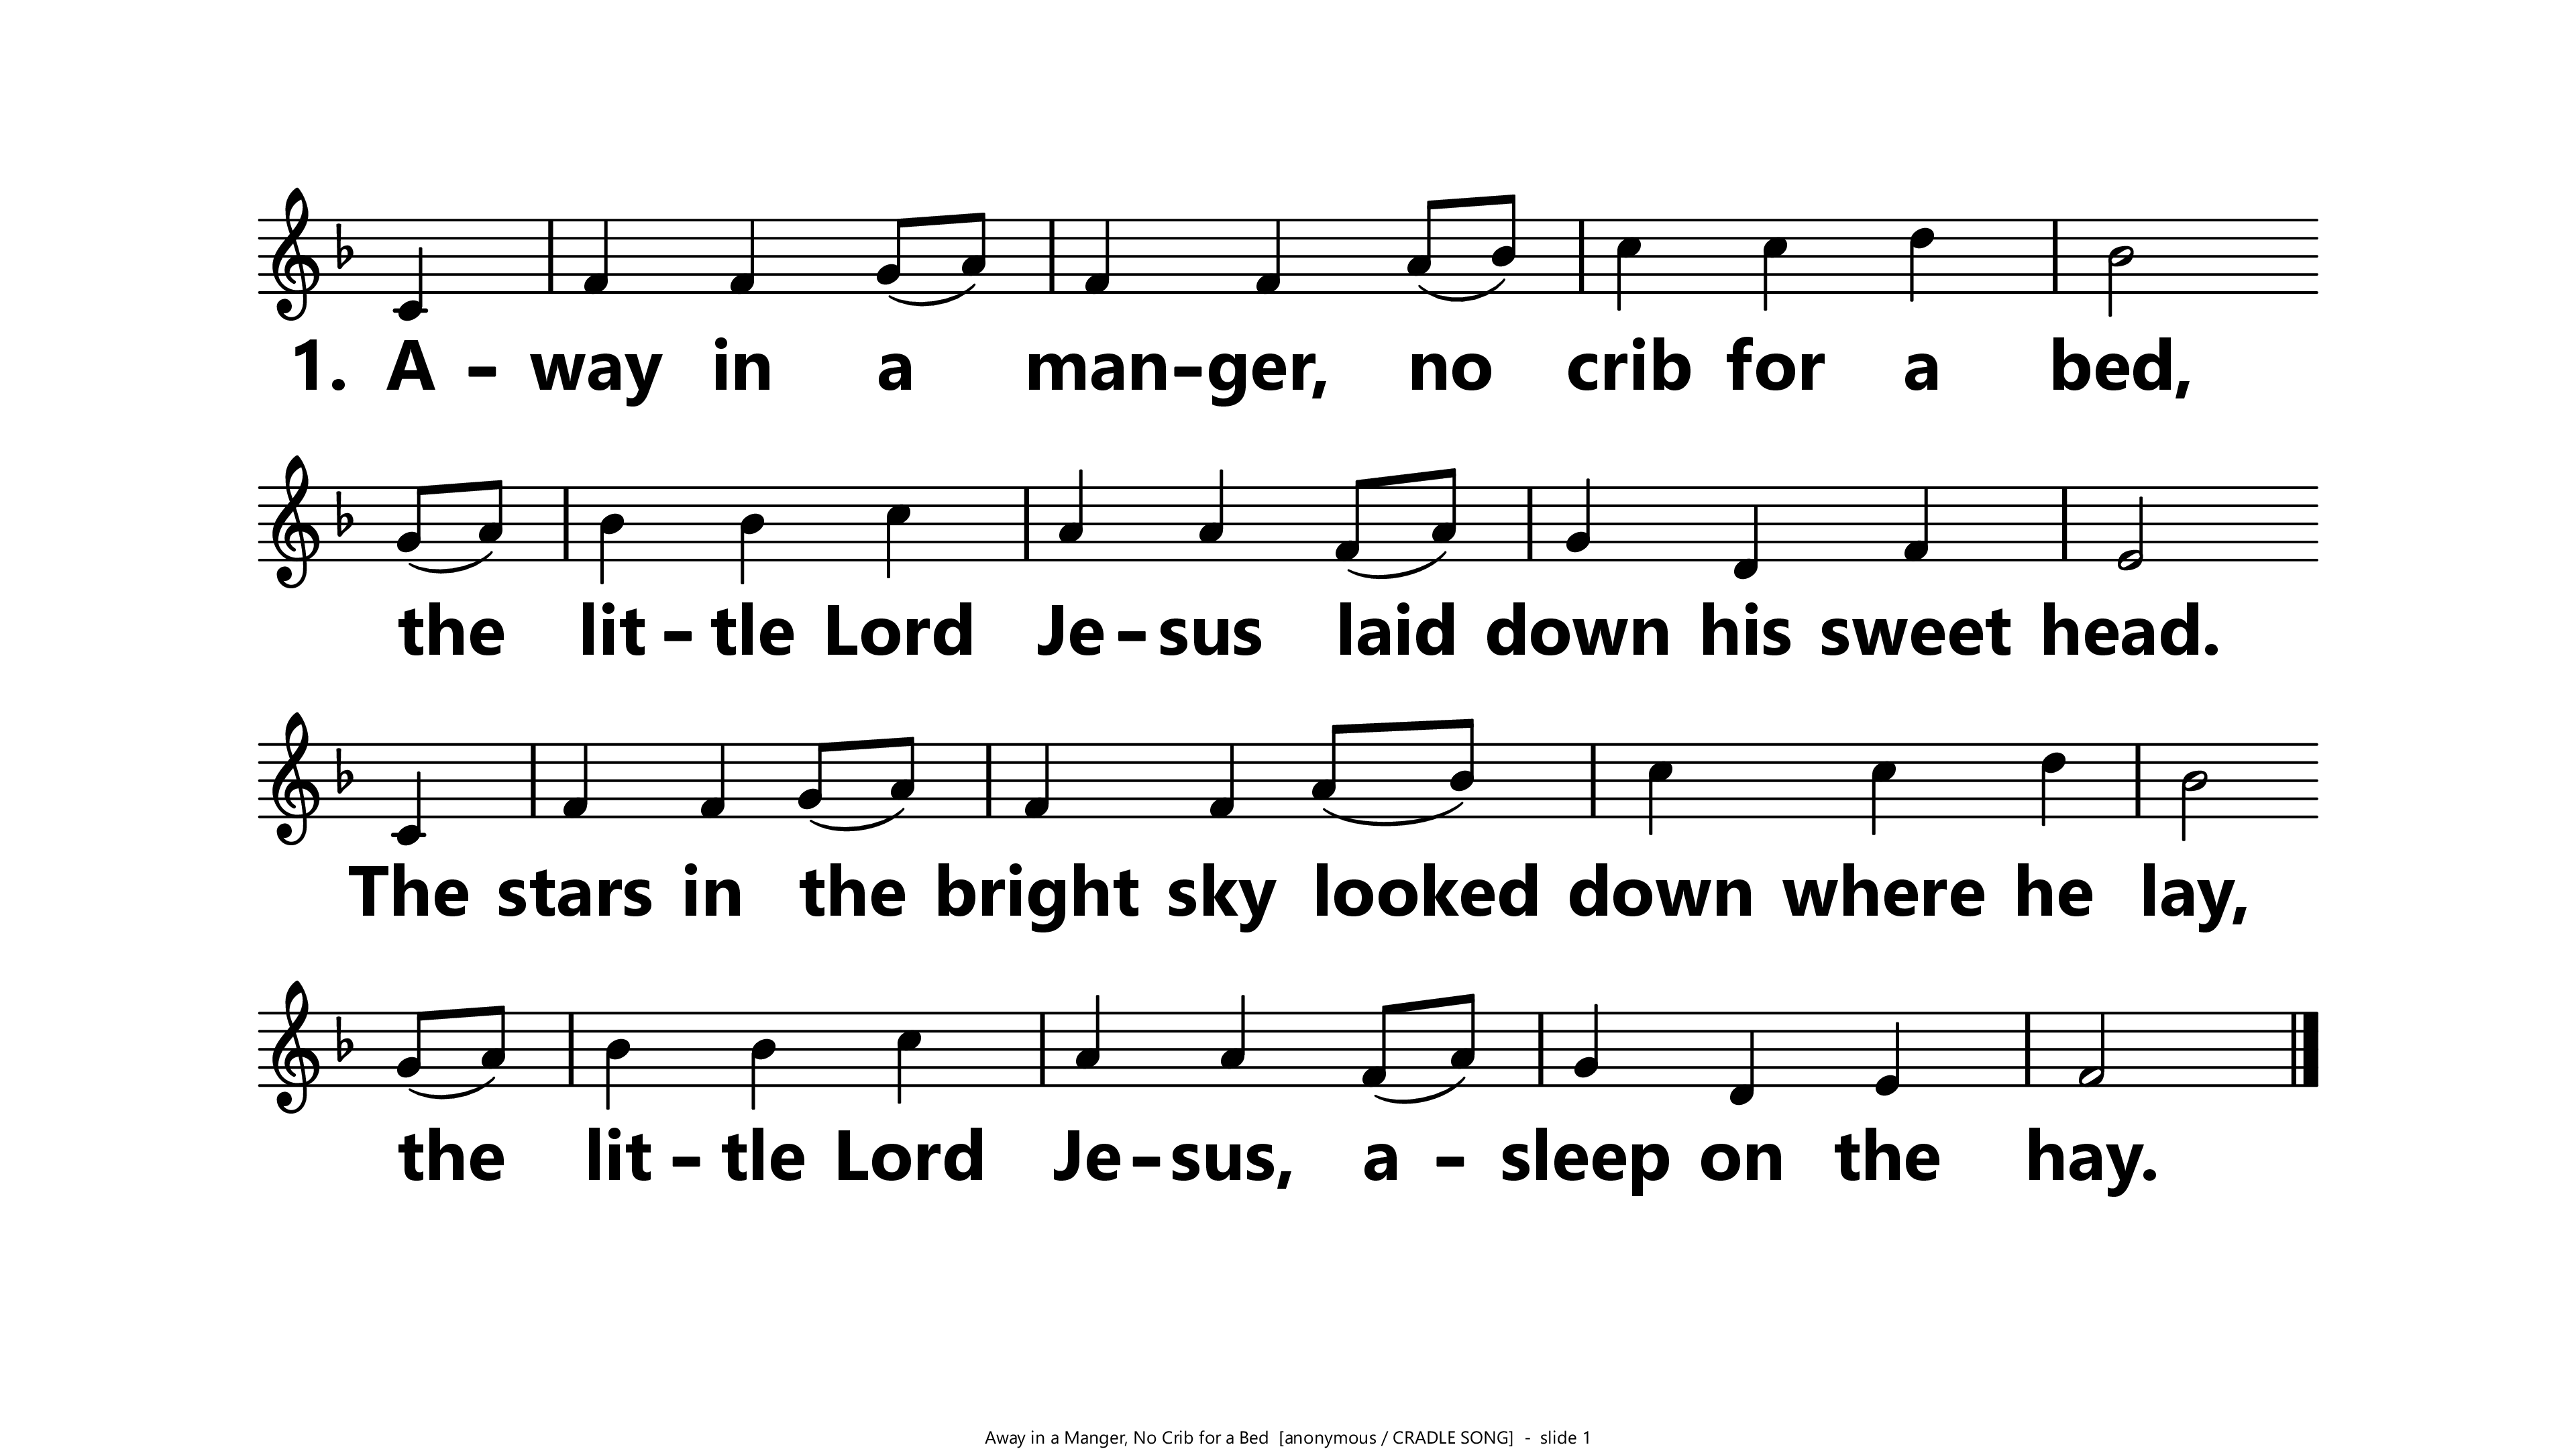 1. A - way in a man-ger, no crib for a bed,
the lit - tle Lord Je - sus laid down his sweet head.
The stars in the bright sky looked down where he lay,
the lit - tle Lord Je - sus, a - sleep on the hay.
Away in a Manger, No Crib for a Bed [anonymous / CRADLE SONG] - slide 1